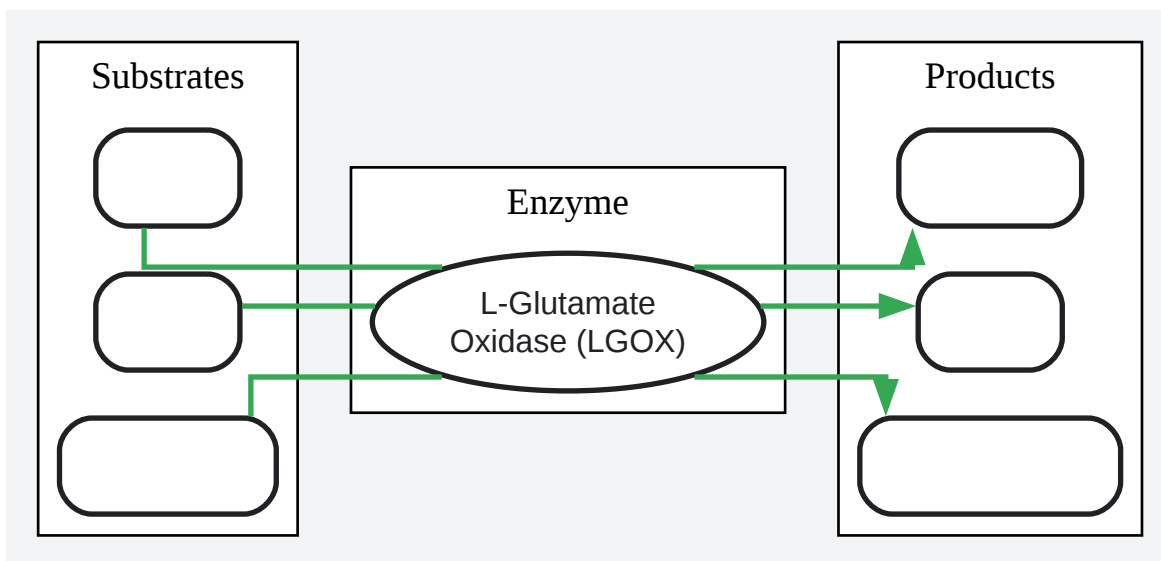 Substrates
Products
Enzyme
L-Glutamate
Oxidase (LGOX)